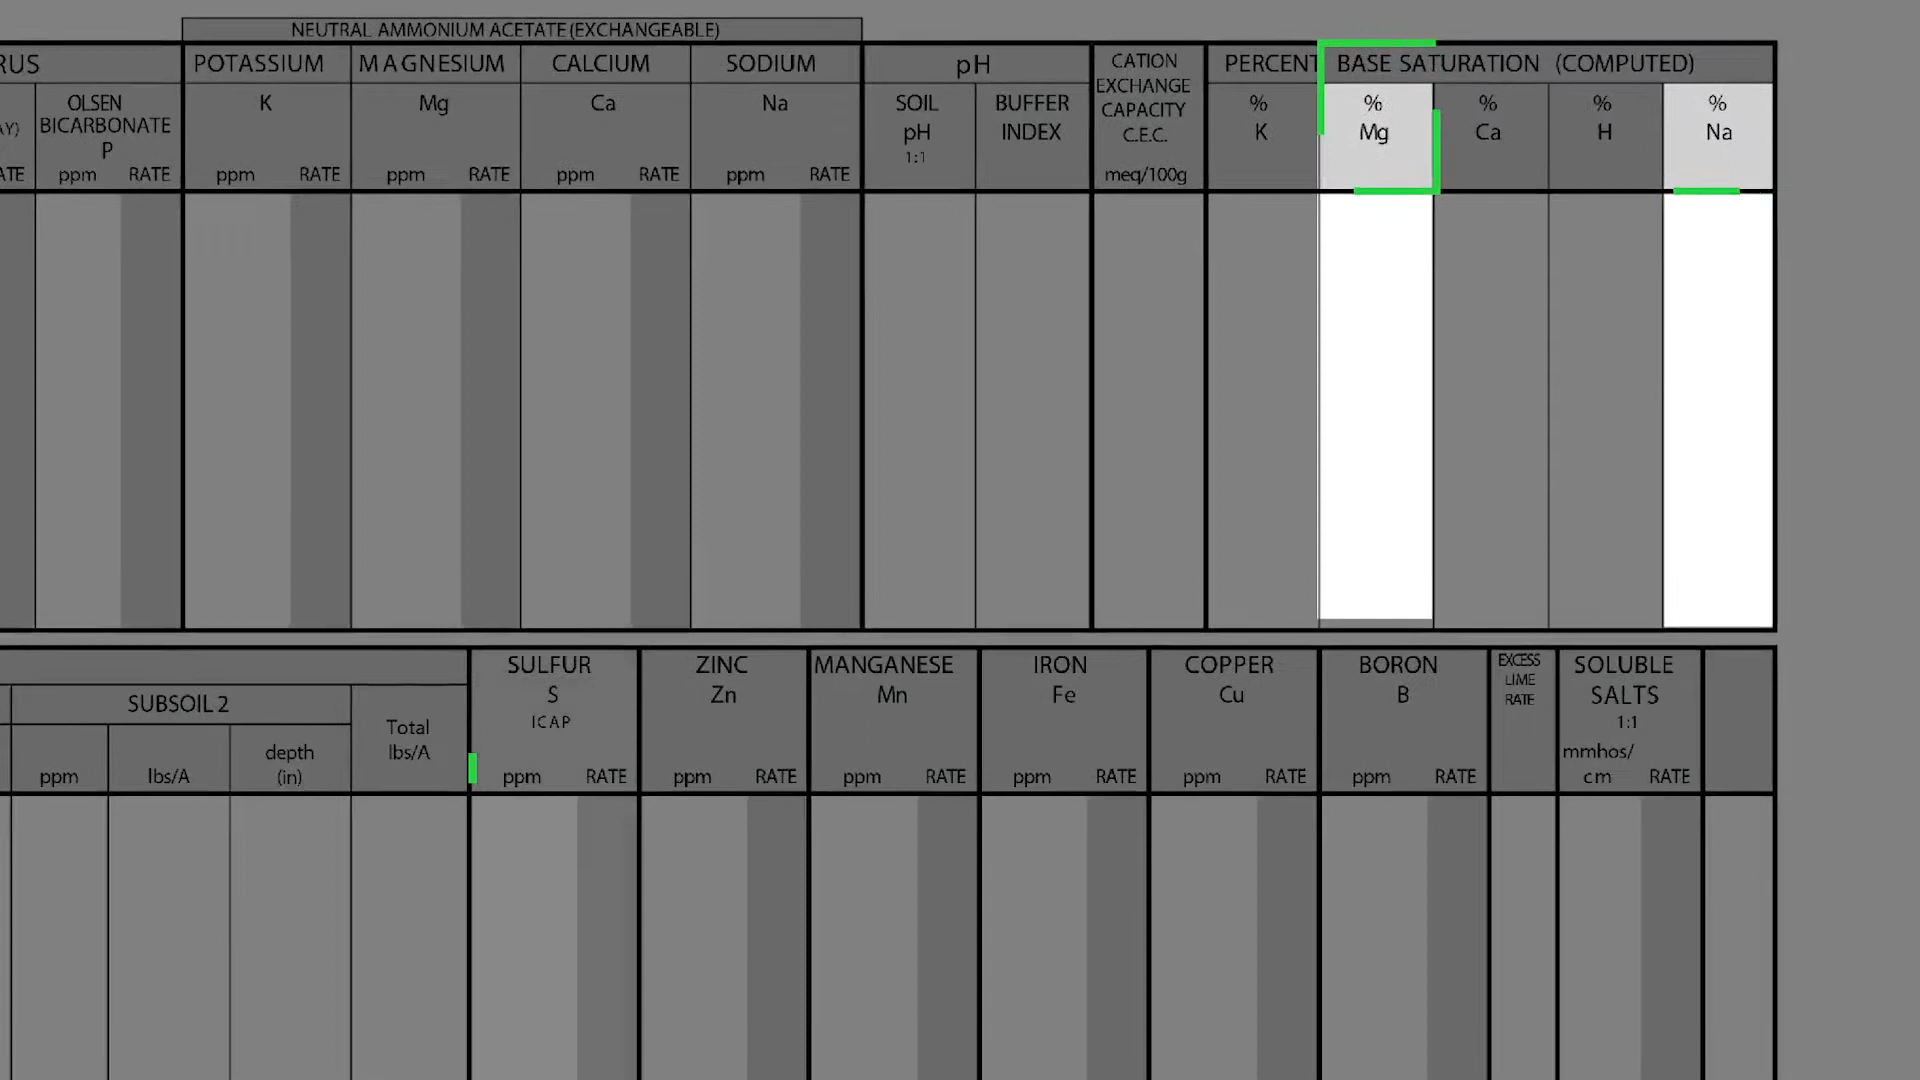 NEUTRAL AMMONIUM ACETATE (EXCHANGEABLE)
RUS POTASSIUM MAGNESIUM CALCIUM SODIUM pH CATION EXCHANGE CAPACITY C.E.C. PERCENT BASE SATURATION (COMPUTED)
AY) OLSEN BICARBONATE P K Mg Ca Na SOIL pH 1:1 BUFFER INDEX % K % Mg % Ca % H % Na
ATE ppm RATE ppm RATE ppm RATE ppm RATE ppm RATE meq/100g
SULFUR S ICAP ZINC Zn MANGANESE Mn IRON Fe COPPER Cu BORON B EXCESS LIME RATE SOLUBLE SALTS 1:1 mmhos/
SUBSOIL 2 Total lbs/A
ppm lbs/A depth (in) ppm RATE ppm RATE ppm RATE ppm RATE ppm RATE ppm RATE cm RATE